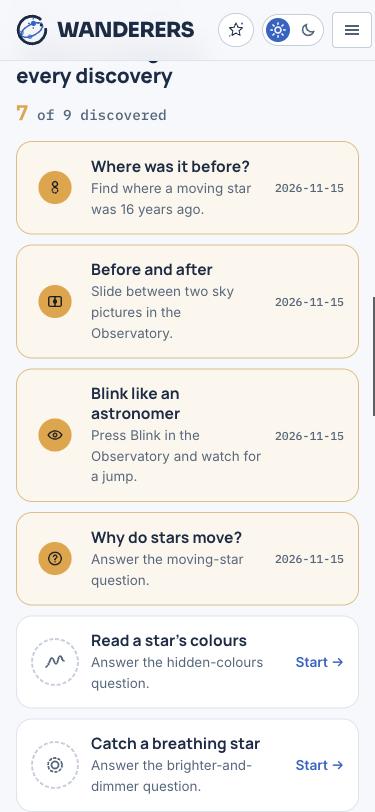 WANDERERS
every discovery
7 of 9 discovered
Where was it before?
Find where a moving star
was 16 years ago.
2026-11-15
Before and after
Slide between two sky
pictures in the
Observatory.
2026-11-15
Blink like an
astronomer
Press Blink in the
Observatory and watch for
a jump.
2026-11-15
Why do stars move?
Answer the moving-star
question.
2026-11-15
Read a star's colours
Answer the hidden-colours
question.
Start →
Catch a breathing star
Answer the brighter-and-
dimmer question.
Start →